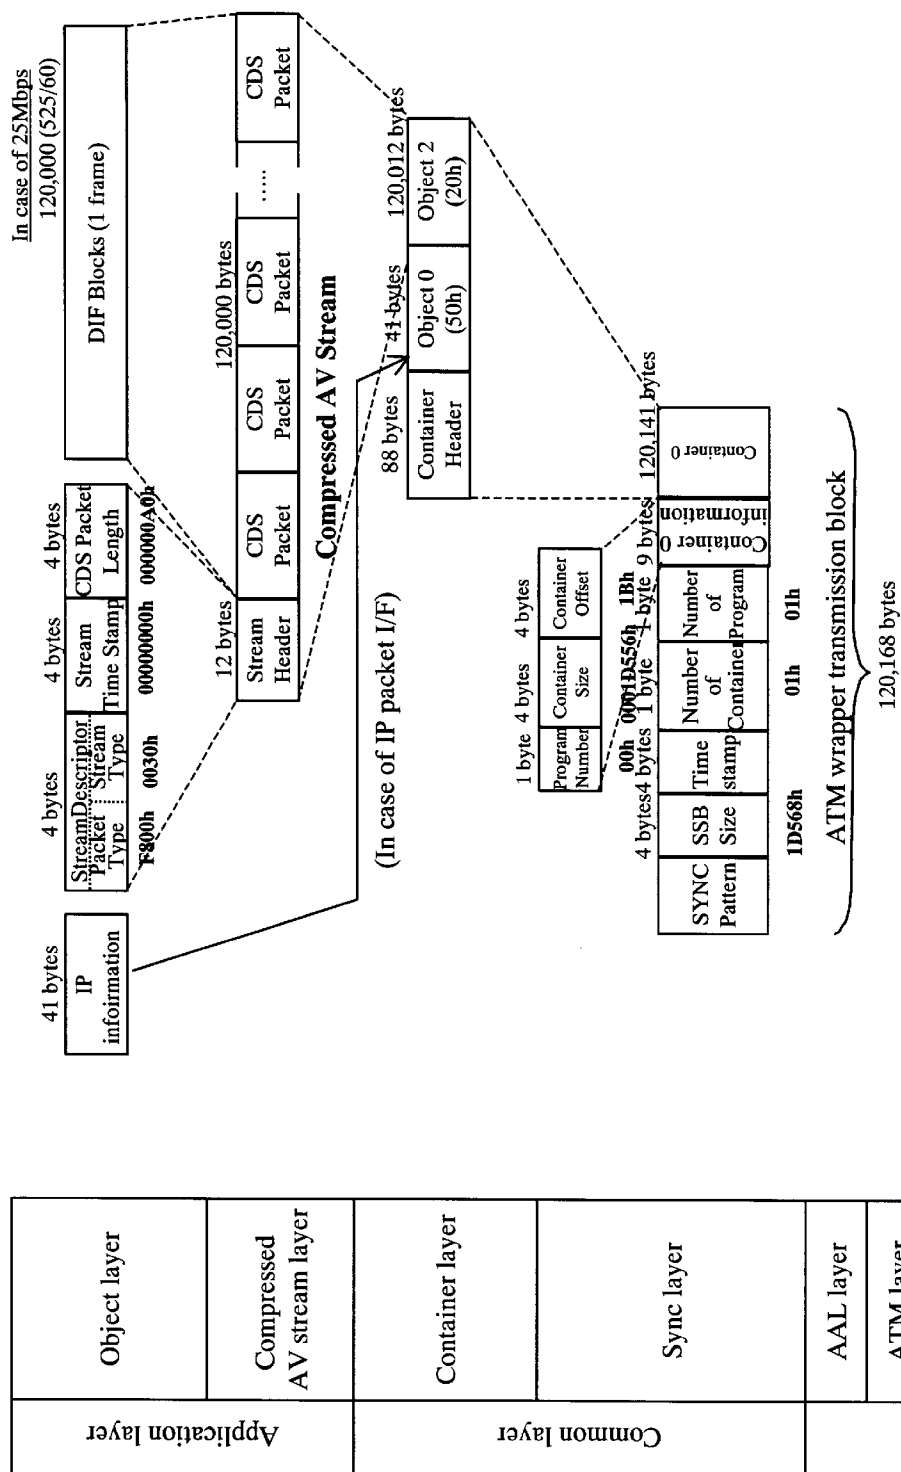 In case of 25Mbps
120,000 (525/60)
DIF Blocks (1 frame)
4 bytes
CDS Packet
Length
000000A0h
4 bytes
Stream
Time Stamp
00000000h
4 bytes
StreamDescriptor
Packet
Type
Stream
Type
F800h
0030h
41 bytes
IP
infoirmation
120,000 bytes
12 bytes
Stream
Header
CDS
Packet
CDS
Packet
CDS
Packet
.....
CDS
Packet
Compressed AV Stream
(In case of IP packet I/F)
88 bytes
Container
Header
41 bytes
Object 0
(50h)
120,012 bytes
Object 2
(20h)
1 byte
Program
Number
00h
4 bytes
Container
Size
0001D556h
4 bytes
Container
Offset
1Bh
SYNC
Pattern
4 bytes
SSB
Size
1D568h
4 bytes
Time
stamp
1 byte
Number
of
Container
01h
1 byte
Number
of
Program
01h
9 bytes
Container 0
information
120,141 bytes
Container 0
ATM wrapper transmission block
120,168 bytes
Application layer
Object layer
Compressed
AV stream layer
Common layer
Container layer
Sync layer
AAL layer
ATM layer